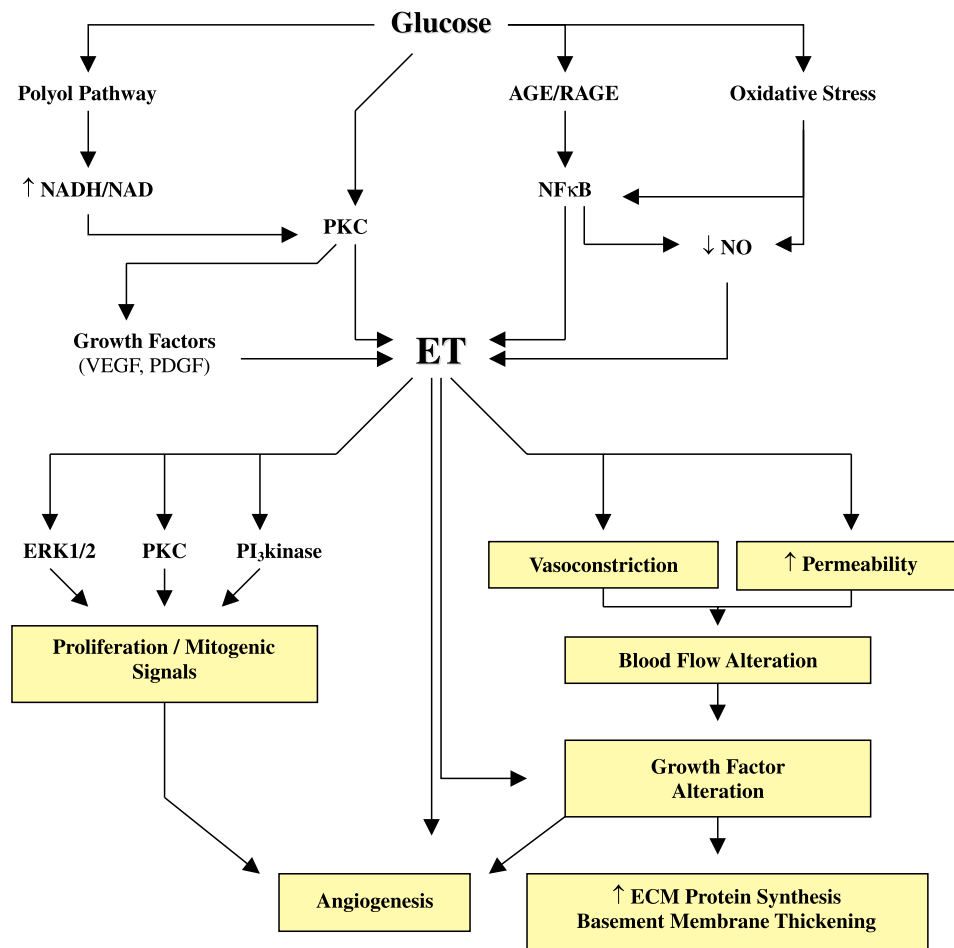 Glucose
Polyol Pathway
AGE/RAGE
Oxidative Stress
↑ NADH/NAD
NFκB
PKC
↓ NO
Growth Factors
(VEGF, PDGF)
ET
ERK1/2
PKC
PI₃kinase
Vasoconstriction
↑ Permeability
Proliferation / Mitogenic
Signals
Blood Flow Alteration
Growth Factor
Alteration
Angiogenesis
↑ ECM Protein Synthesis
Basement Membrane Thickening